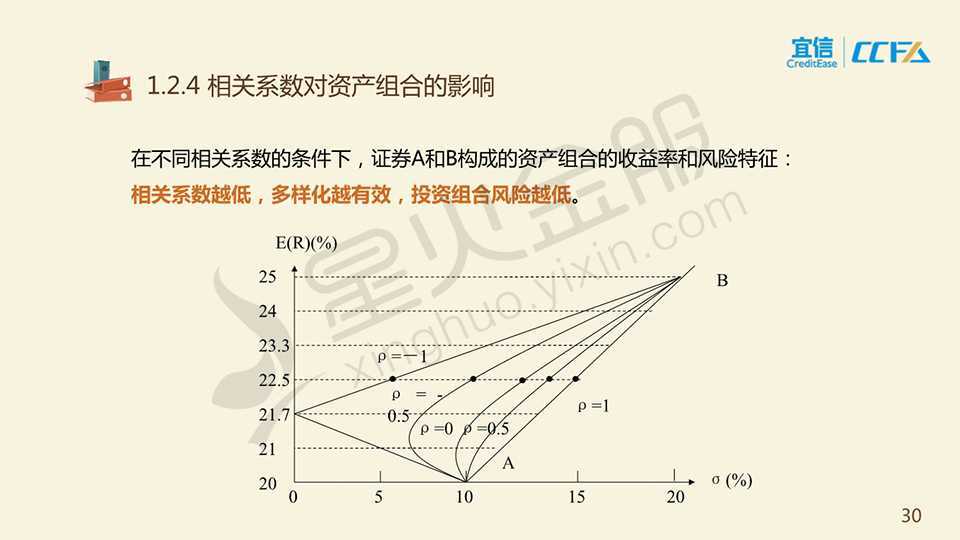 宜信
CreditEase
CCFA
1.2.4 相关系数对资产组合的影响
在不同相关系数的条件下，证券A和B构成的资产组合的收益率和风险特征：
相关系数越低，多样化越有效，投资组合风险越低。
E(R)(%)
25
B
24
23.3
ρ=－1
22.5
ρ = -
0.5
ρ=1
21.7
ρ=0
ρ=0.5
21
A
20
0
5
10
15
20
σ(%)
星火金服
xinghuo.yixin.com
30